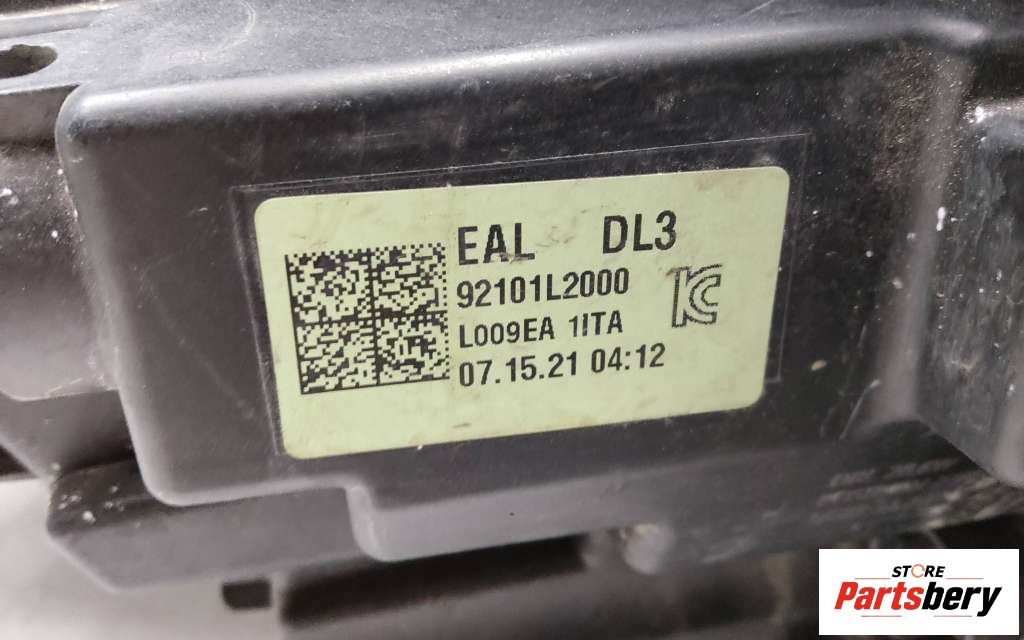 EAL DL3
92101L2000
L009EA 1ITA
07.15.21 04:12
KC
STORE
Partsbery